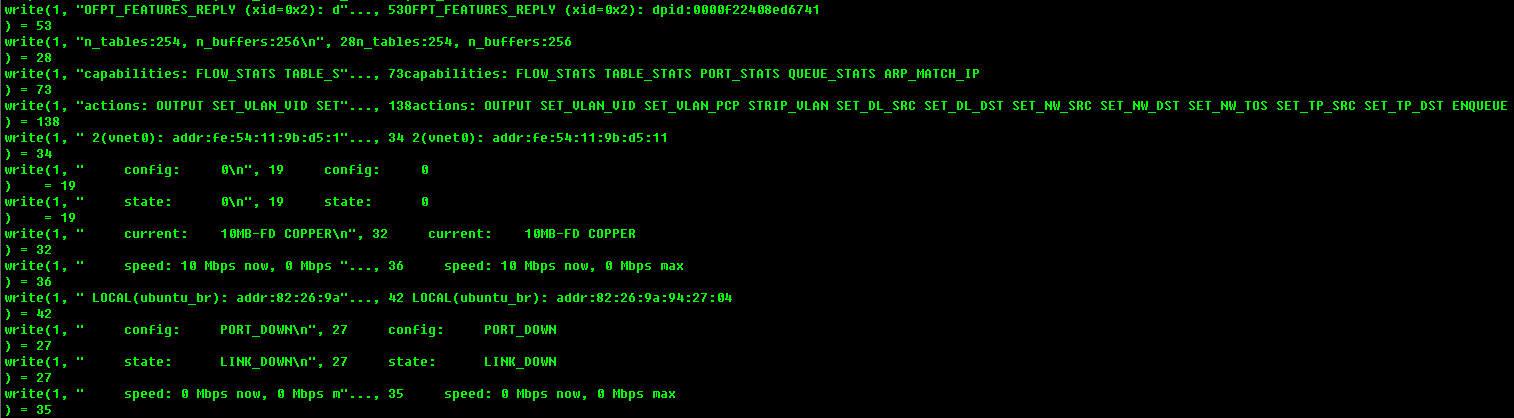 write(1, "OFPT_FEATURES_REPLY (xid=0x2): d"..., 53OFPT_FEATURES_REPLY (xid=0x2): dpid:0000f22408ed6741
) = 53
write(1, "n_tables:254, n_buffers:256\n", 28n_tables:254, n_buffers:256
) = 28
write(1, "capabilities: FLOW_STATS TABLE_S"..., 73capabilities: FLOW_STATS TABLE_STATS PORT_STATS QUEUE_STATS ARP_MATCH_IP
) = 73
write(1, "actions: OUTPUT SET_VLAN_VID SET"..., 138actions: OUTPUT SET_VLAN_VID SET_VLAN_PCP STRIP_VLAN SET_DL_SRC SET_DL_DST SET_NW_SRC SET_NW_DST SET_NW_TOS SET_TP_SRC SET_TP_DST ENQUEUE
) = 138
write(1, " 2(vnet0): addr:fe:54:11:9b:d5:1"..., 34 2(vnet0): addr:fe:54:11:9b:d5:11
) = 34
write(1, "     config:     0\n", 19     config:     0
)    = 19
write(1, "     state:      0\n", 19     state:      0
)    = 19
write(1, "     current:    10MB-FD COPPER\n", 32     current:    10MB-FD COPPER
) = 32
write(1, "     speed: 10 Mbps now, 0 Mbps "..., 36     speed: 10 Mbps now, 0 Mbps max
) = 36
write(1, " LOCAL(ubuntu_br): addr:82:26:9a"..., 42 LOCAL(ubuntu_br): addr:82:26:9a:94:27:04
) = 42
write(1, "     config:     PORT_DOWN\n", 27     config:     PORT_DOWN
) = 27
write(1, "     state:      LINK_DOWN\n", 27     state:      LINK_DOWN
) = 27
write(1, "     speed: 0 Mbps now, 0 Mbps m"..., 35     speed: 0 Mbps now, 0 Mbps max
) = 35